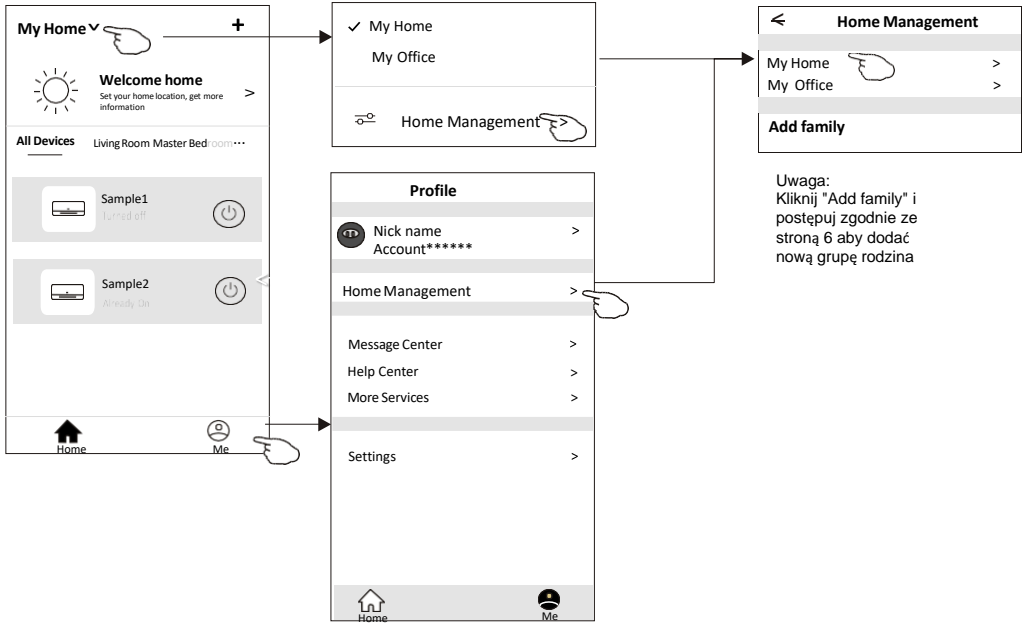 My Home
+
Welcome home
Set your home location, get more
information
>
All Devices Living Room Master Bedroom...
Sample1
Turned off
Sample2
Already On
Home
Me
✓ My Home
My Office
Home Management >
Profile
Nick name >
Account******
Home Management >
Message Center >
Help Center >
More Services >
Settings >
Home
Me
< Home Management
My Home >
My Office >
Add family
Uwaga:
Kliknij "Add family" i
postępuj zgodnie ze
stroną 6 aby dodać
nową grupę rodzina